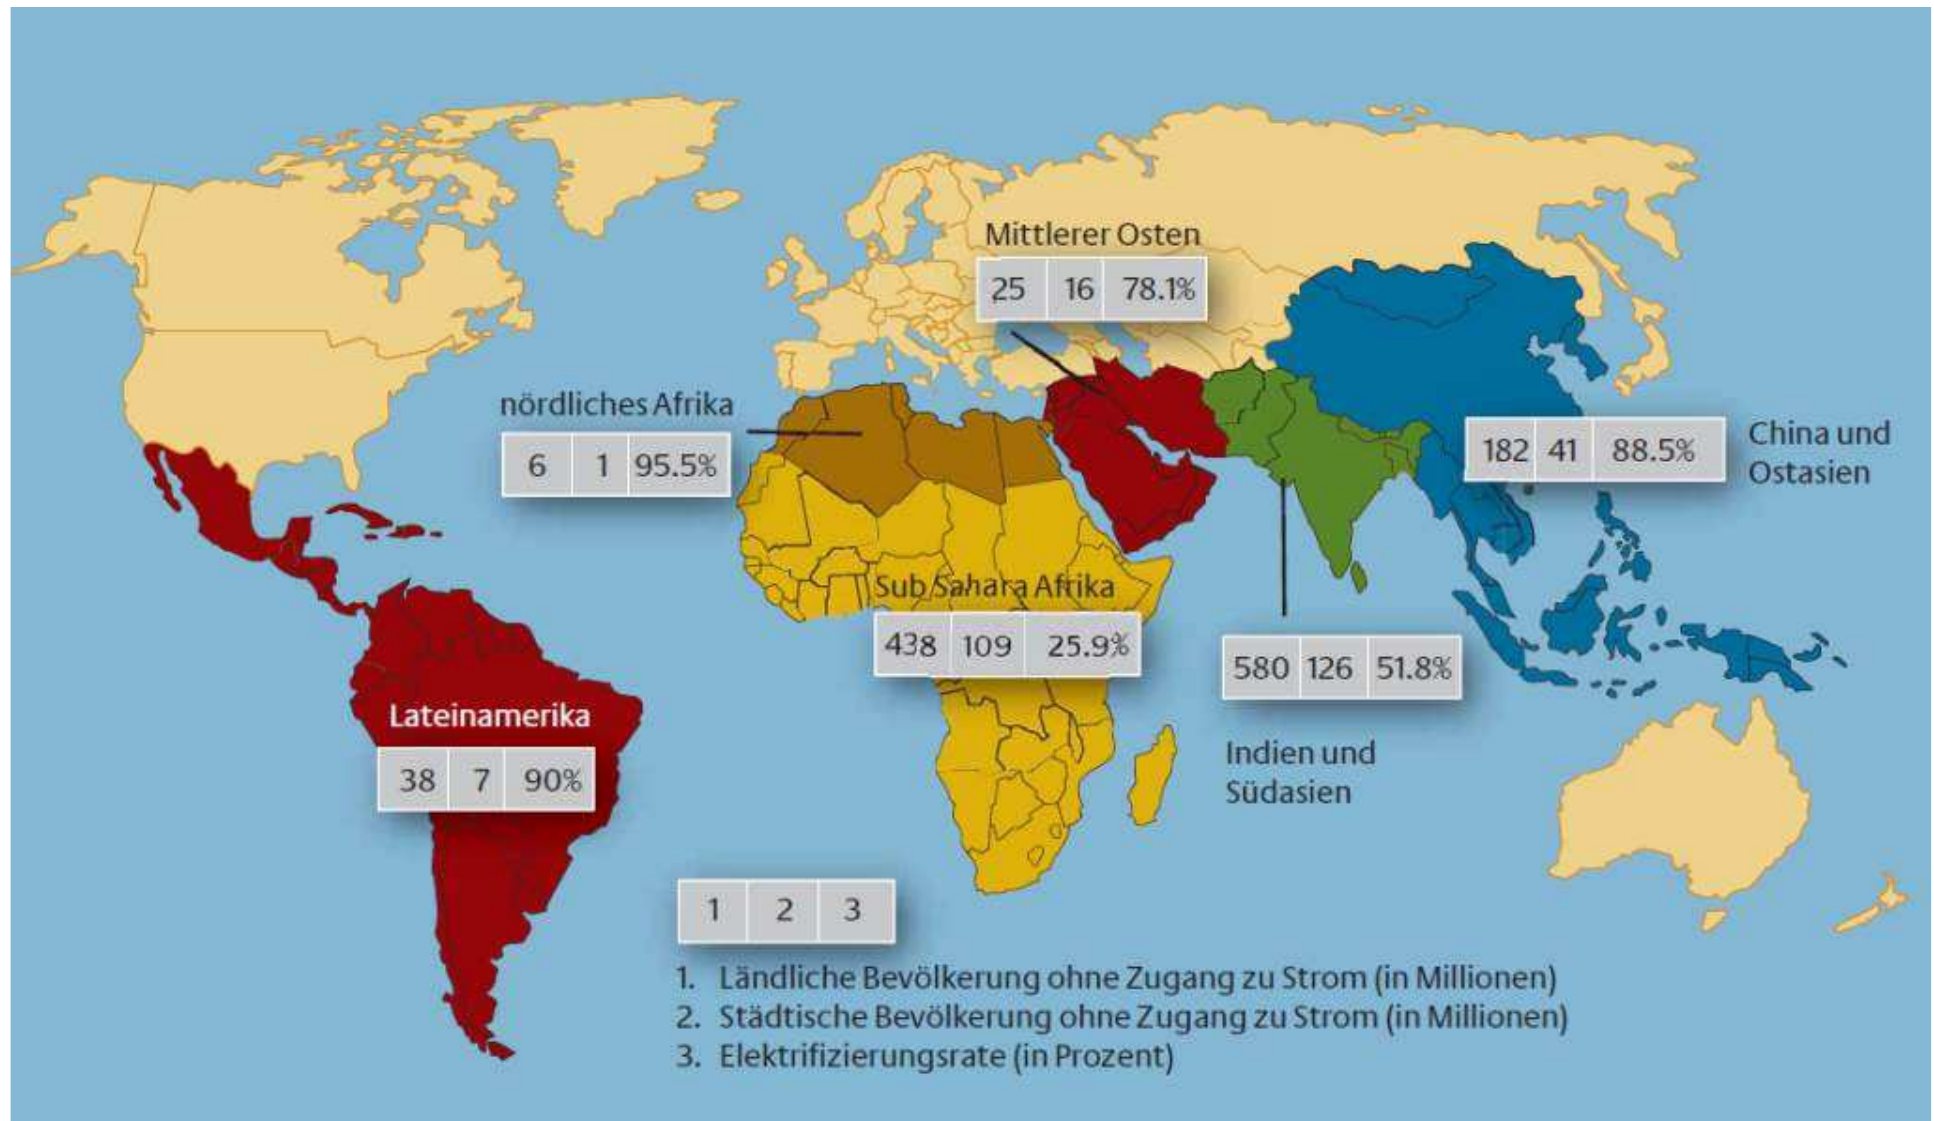 Mittlerer Osten
25 16 78.1%
nördliches Afrika
6 1 95.5%
182 41 88.5%
China und
Ostasien
Sub Sahara Afrika
438 109 25.9%
580 126 51.8%
Indien und
Südasien
Lateinamerika
38 7 90%
1 2 3
1. Ländliche Bevölkerung ohne Zugang zu Strom (in Millionen)
2. Städtische Bevölkerung ohne Zugang zu Strom (in Millionen)
3. Elektrifizierungsrate (in Prozent)